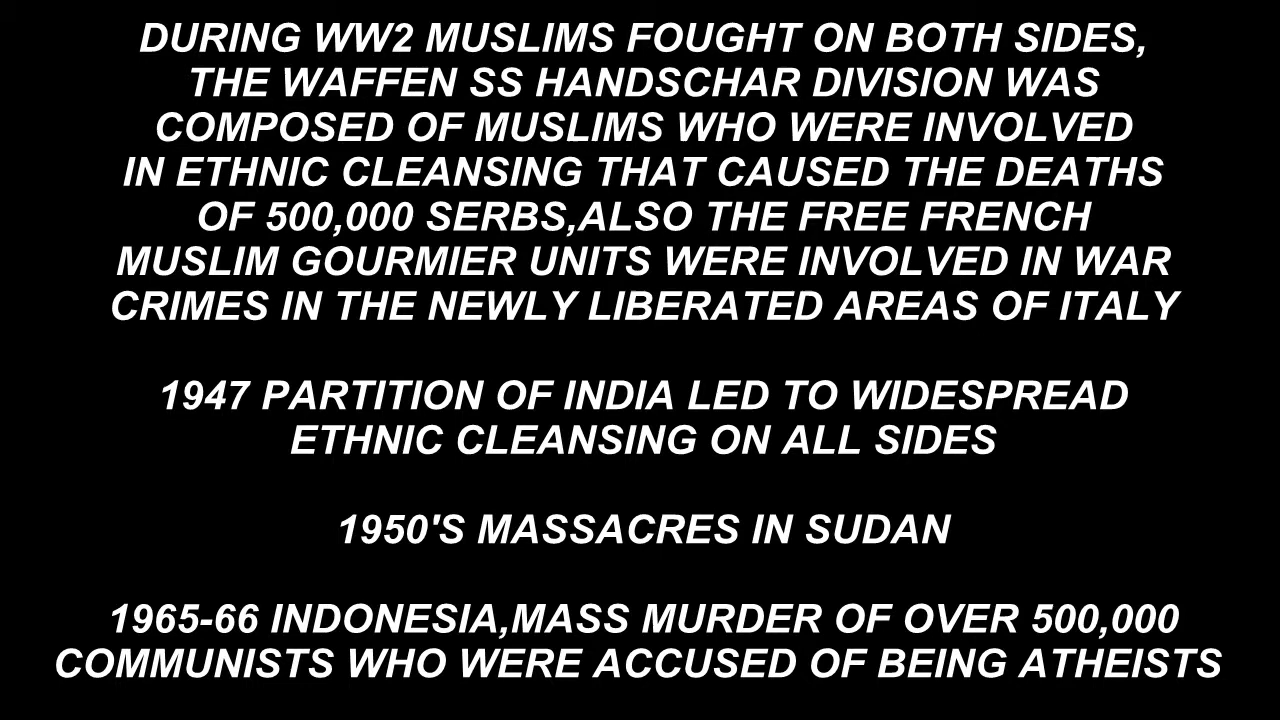 DURING WW2 MUSLIMS FOUGHT ON BOTH SIDES,
THE WAFFEN SS HANDSCHAR DIVISION WAS
COMPOSED OF MUSLIMS WHO WERE INVOLVED
IN ETHNIC CLEANSING THAT CAUSED THE DEATHS
OF 500,000 SERBS,ALSO THE FREE FRENCH
MUSLIM GOURMIER UNITS WERE INVOLVED IN WAR
CRIMES IN THE NEWLY LIBERATED AREAS OF ITALY
1947 PARTITION OF INDIA LED TO WIDESPREAD
ETHNIC CLEANSING ON ALL SIDES
1950'S MASSACRES IN SUDAN
1965-66 INDONESIA,MASS MURDER OF OVER 500,000
COMMUNISTS WHO WERE ACCUSED OF BEING ATHEISTS